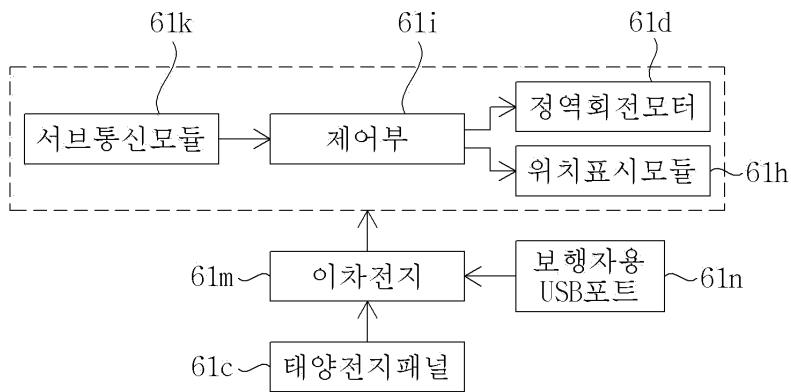 61k
61i
61d
서브통신모듈
제어부
정역회전모터
위치표시모듈
61h
61m
이차전지
보행자용
USB포트
61n
61c
태양전지패널